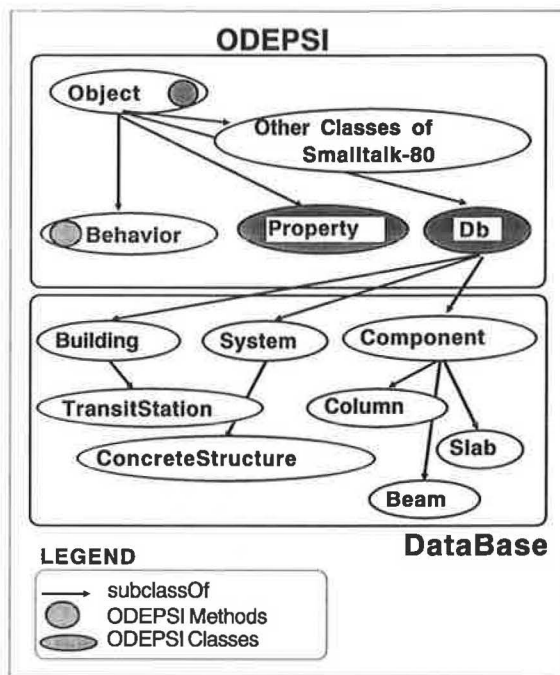 ODEPSI
Object
Other Classes of
Smalltalk-80
Behavior
Property
Db
Building
System
Component
TransitStation
Column
ConcreteStructure
Slab
Beam
DataBase
LEGEND
subclassOf
ODEPSI Methods
ODEPSI Classes